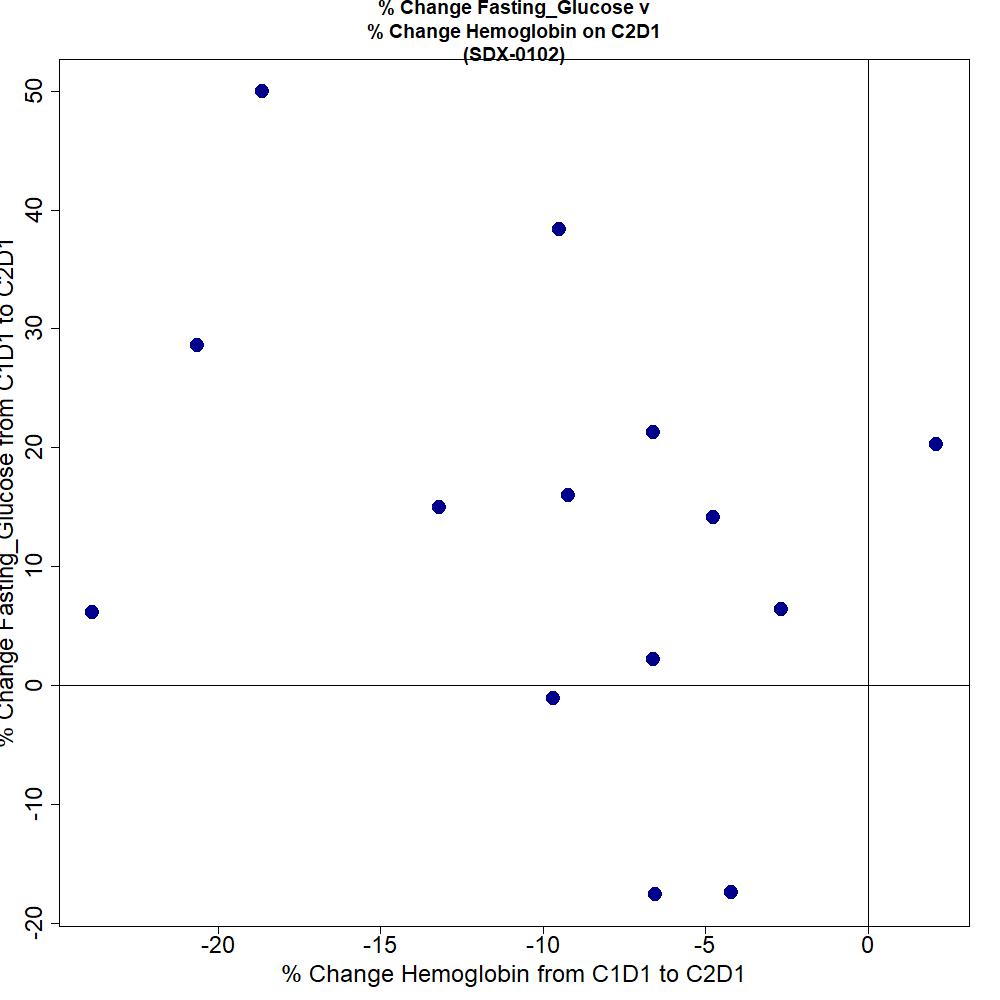 % Change Fasting_Glucose v
% Change Hemoglobin on C2D1
(SDX-0102)
% Change Fasting_Glucose from C1D1 to C2D1
50
40
30
20
10
0
-10
-20
-20 -15 -10 -5 0
% Change Hemoglobin from C1D1 to C2D1